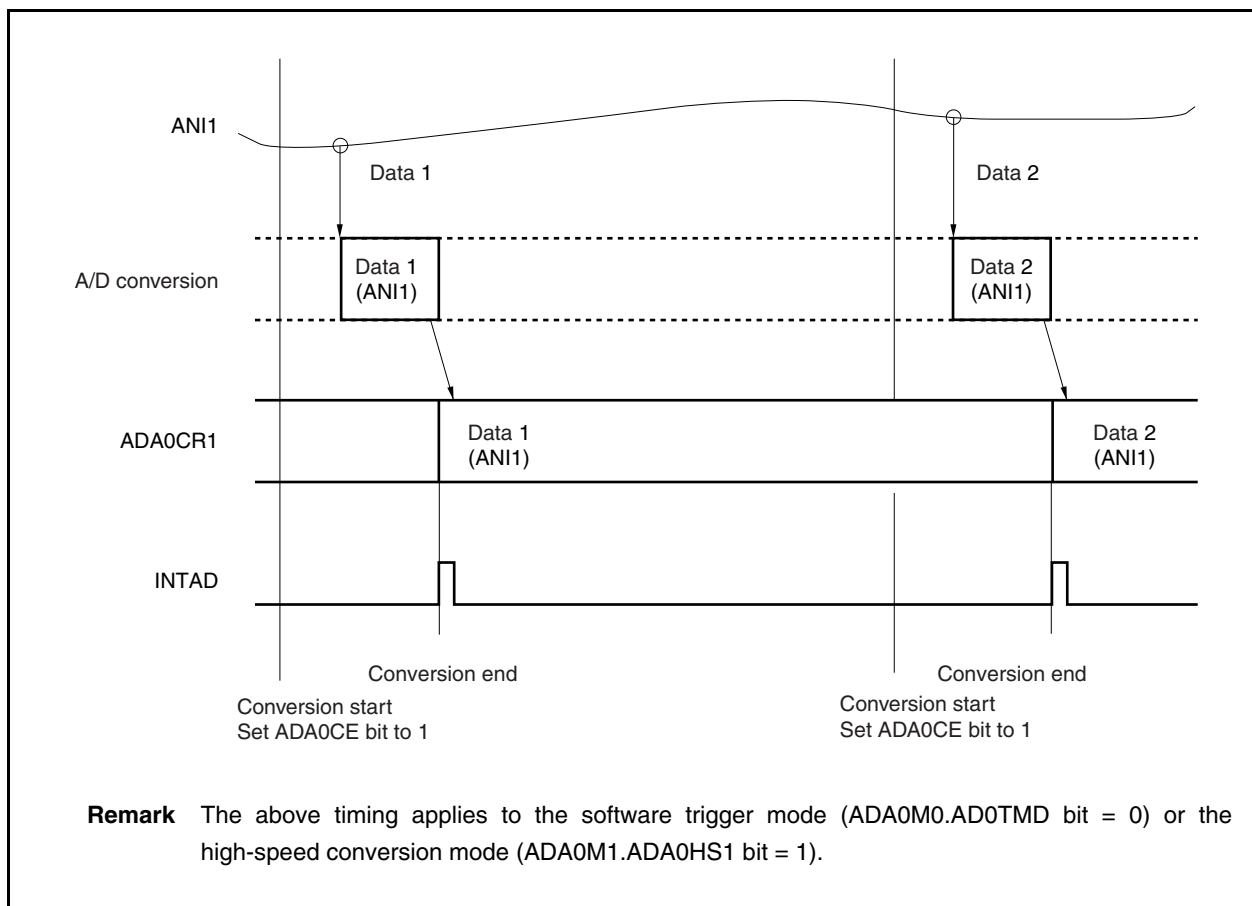 ANI1
Data 1
Data 2
A/D conversion
Data 1
(ANI1)
Data 2
(ANI1)
ADA0CR1
Data 1
(ANI1)
Data 2
(ANI1)
INTAD
Conversion end
Conversion end
Conversion start
Set ADA0CE bit to 1
Conversion start
Set ADA0CE bit to 1
Remark The above timing applies to the software trigger mode (ADA0M0.AD0TMD bit = 0) or the
high-speed conversion mode (ADA0M1.ADA0HS1 bit = 1).